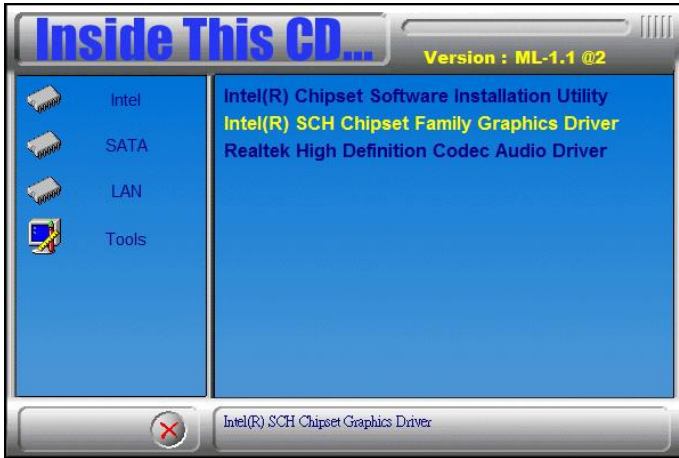 Inside This CD...
Version : ML-1.1 @2
Intel
SATA
LAN
Tools
Intel(R) Chipset Software Installation Utility
Intel(R) SCH Chipset Family Graphics Driver
Realtek High Definition Codec Audio Driver
Intel(R) SCH Chipset Graphics Driver